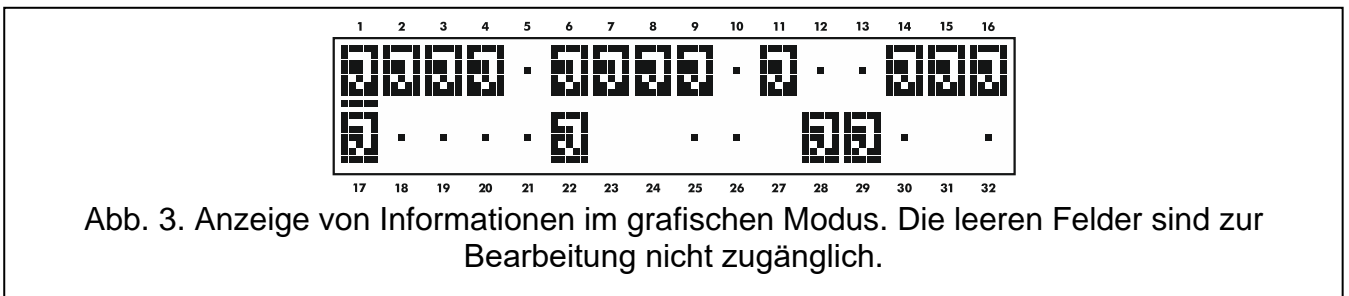 1 2 3 4 5 6 7 8 9 10 11 12 13 14 15 16
17 18 19 20 21 22 23 24 25 26 27 28 29 30 31 32
Abb. 3. Anzeige von Informationen im grafischen Modus. Die leeren Felder sind zur
Bearbeitung nicht zugänglich.